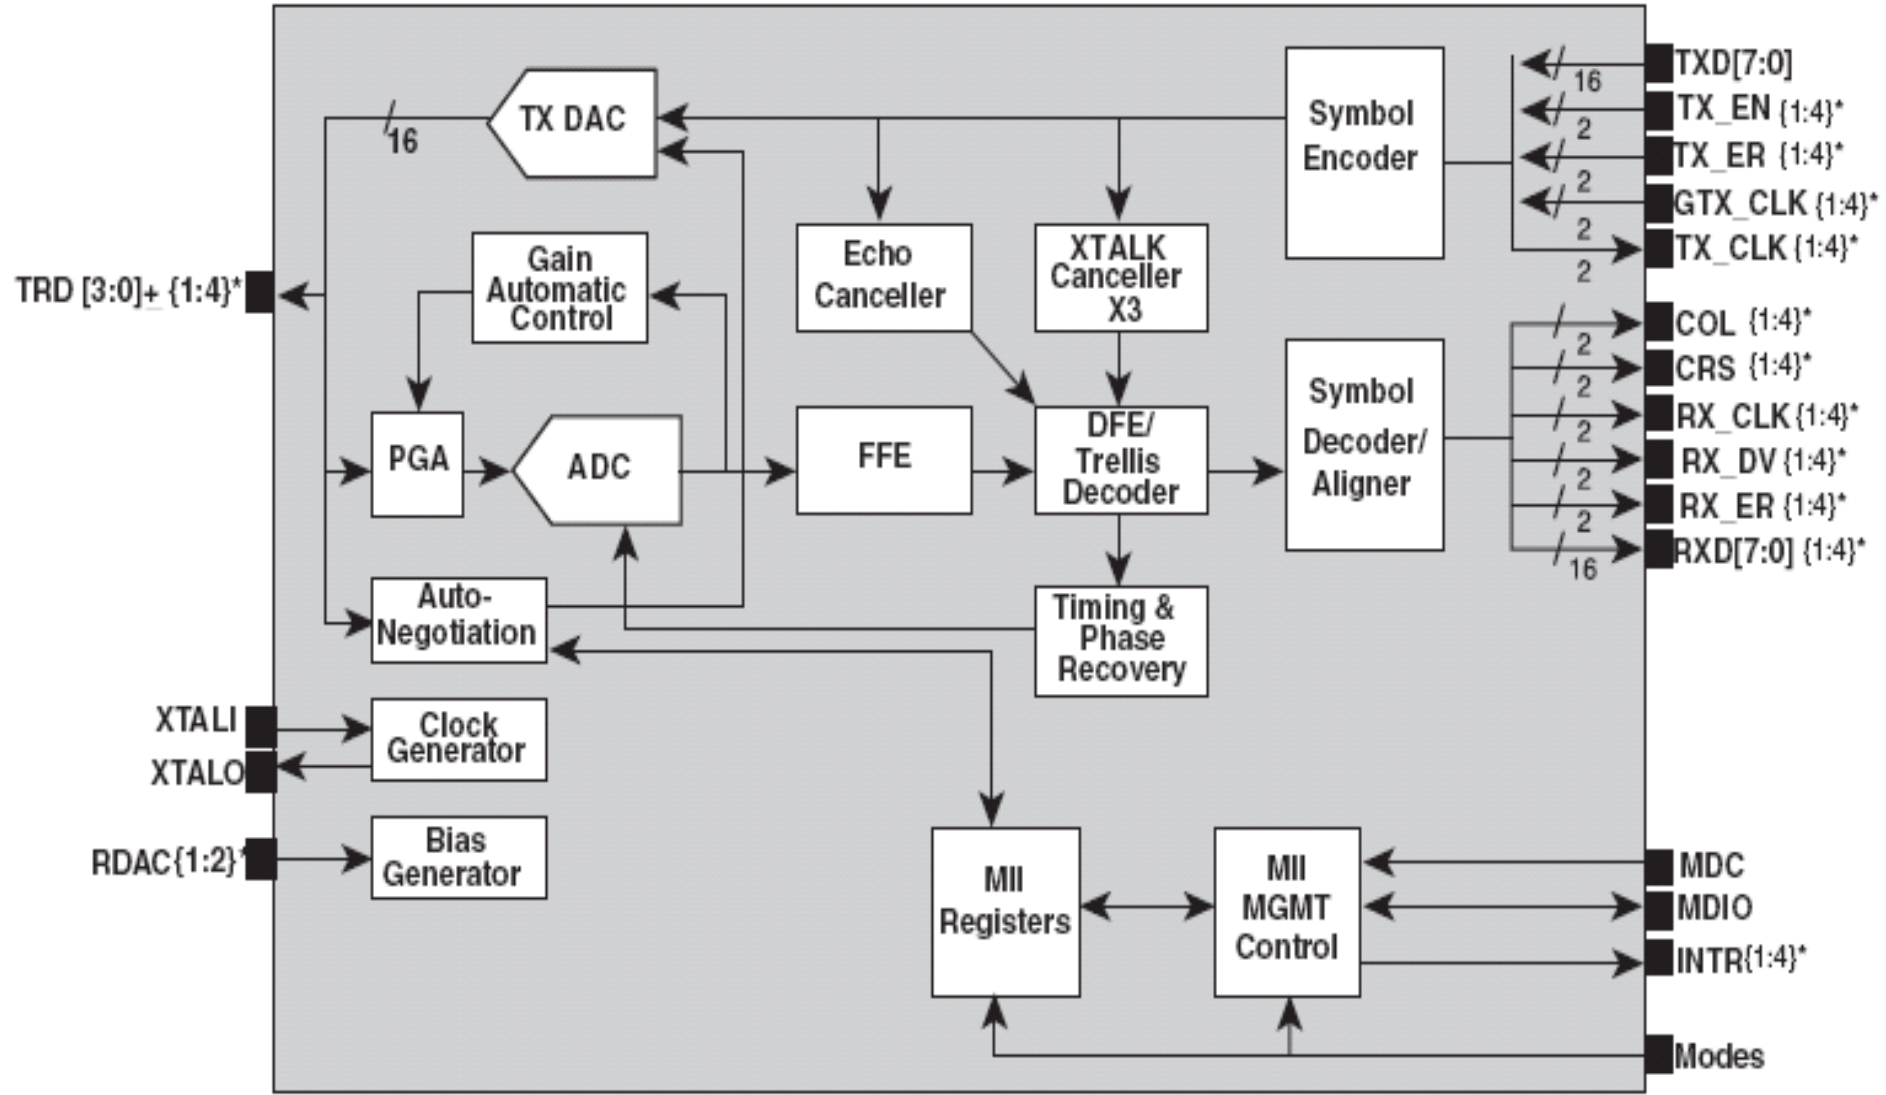 TX DAC
16
Symbol
Encoder
TXD[7:0]
16
TX_EN {1:4}*
2
TX_ER {1:4}*
2
GTX_CLK {1:4}*
2
TX_CLK {1:4}*
2
Gain
Automatic
Control
Echo
Canceller
XTALK
Canceller
X3
TRD [3:0]+_ {1:4}*
PGA
ADC
FFE
DFE/
Trellis
Decoder
Symbol
Decoder/
Aligner
COL {1:4}*
2
CRS {1:4}*
2
RX_CLK {1:4}*
2
RX_DV {1:4}*
2
RX_ER {1:4}*
2
RXD[7:0] {1:4}*
16
Auto-
Negotiation
Timing &
Phase
Recovery
XTALI
XTALO
Clock
Generator
RDAC{1:2}*
Bias
Generator
MII
Registers
MII
MGMT
Control
MDC
MDIO
INTR{1:4}*
Modes